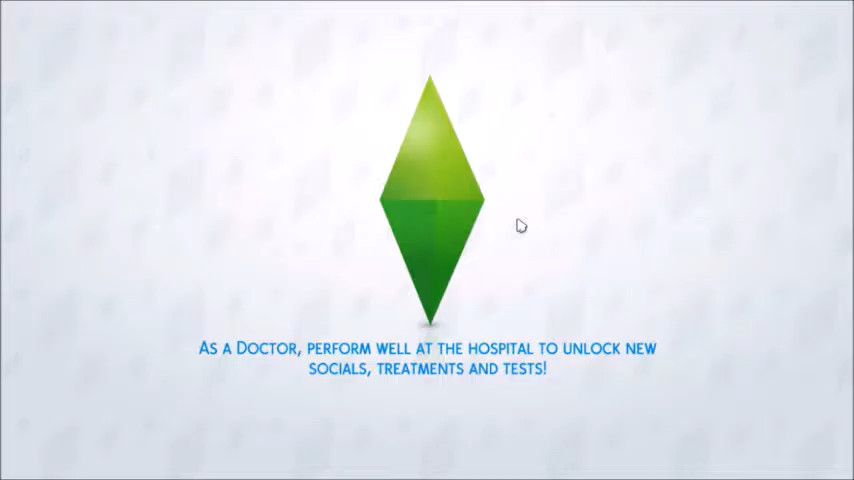 As a Doctor, perform well at the hospital to unlock new
socials, treatments and tests!